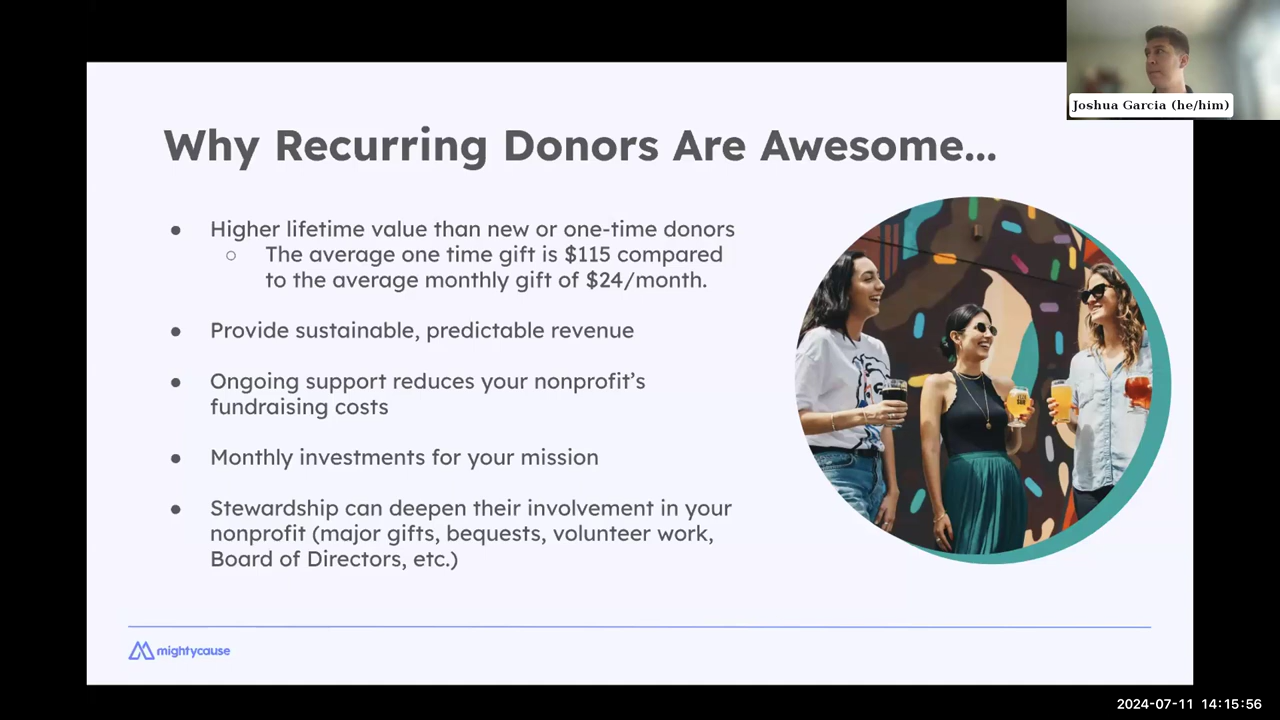 Joshua Garcia (he/him)
Why Recurring Donors Are Awesome...
● Higher lifetime value than new or one-time donors
○ The average one time gift is $115 compared
to the average monthly gift of $24/month.
● Provide sustainable, predictable revenue
● Ongoing support reduces your nonprofit’s
fundraising costs
● Monthly investments for your mission
● Stewardship can deepen their involvement in your
nonprofit (major gifts, bequests, volunteer work,
Board of Directors, etc.)
mightycause
2024-07-11 14:15:56